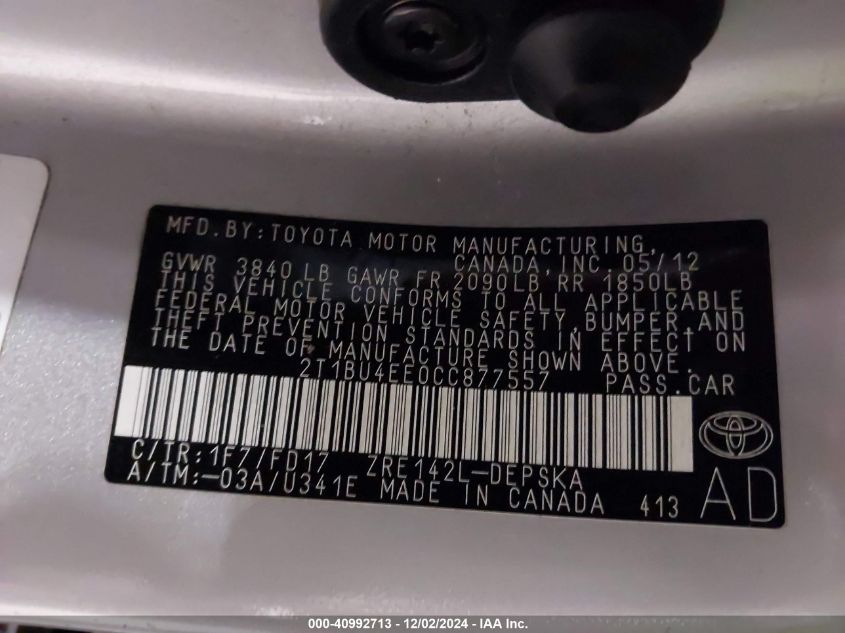 MFD.BY:TOYOTA MOTOR MANUFACTURING,
CANADA,INC. 05/12
GVWR 3840 LB GAWR FR 2090LB RR 1850LB
THIS VEHICLE CONFORMS TO ALL APPLICABLE
FEDERAL MOTOR VEHICLE SAFETY,BUMPER,AND
THEFT PREVENTION STANDARDS IN EFFECT ON
THE DATE OF MANUFACTURE SHOWN ABOVE.
2T1BU4EE0CC877557 PASS.CAR
C/TR:1F7/FD17 ZRE142L-DEPSKA
A/TM:-03A/U341E MADE IN CANADA 413
AD
000-40992713 - 12/02/2024 - IAA Inc.